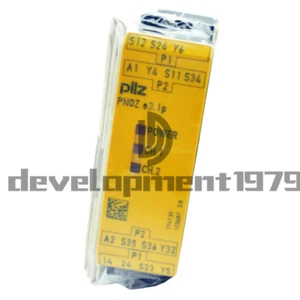 S12 S24 Y6
P1
A1 Y4 S11 S34
P2
pilz
PNOZ e3.1p
POWER
CH.
CH.2
development1979
P2
A2 S35 S36 Y32
P1
14 24 S23 Y5